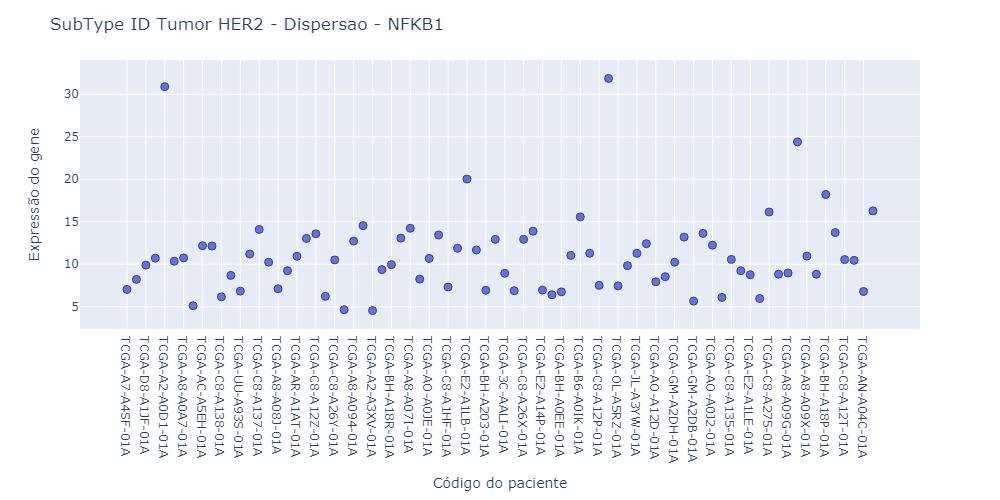 SubType ID Tumor HER2 - Dispersao - NFKB1
Expressão do gene
30
25
20
15
10
5
TCGA-A7-A4SF-01A
TCGA-D8-A1JF-01A
TCGA-A2-A0D1-01A
TCGA-A8-A0A7-01A
TCGA-AC-A5EH-01A
TCGA-C8-A138-01A
TCGA-UU-A93S-01A
TCGA-C8-A137-01A
TCGA-A8-A08J-01A
TCGA-AR-A1AT-01A
TCGA-C8-A12Z-01A
TCGA-C8-A26Y-01A
TCGA-A8-A094-01A
TCGA-A2-A3XV-01A
TCGA-BH-A18R-01A
TCGA-A8-A07I-01A
TCGA-AO-A0JE-01A
TCGA-C8-A1HF-01A
TCGA-E2-A1LB-01A
TCGA-BH-A203-01A
TCGA-3C-AALI-01A
TCGA-C8-A26X-01A
TCGA-E2-A14P-01A
TCGA-BH-A0EE-01A
TCGA-B6-A0IK-01A
TCGA-C8-A12P-01A
TCGA-OL-A5RZ-01A
TCGA-JL-A3YW-01A
TCGA-AO-A12D-01A
TCGA-GM-A2DH-01A
TCGA-GM-A2DB-01A
TCGA-AO-A0J2-01A
TCGA-C8-A135-01A
TCGA-E2-A1LE-01A
TCGA-C8-A275-01A
TCGA-A8-A09G-01A
TCGA-A8-A09X-01A
TCGA-BH-A18P-01A
TCGA-C8-A12T-01A
TCGA-AN-A04C-01A
Código do paciente